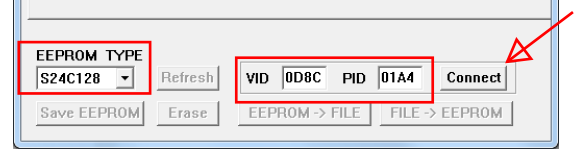 EEPROM TYPE
S24C128 Refresh VID 0D8C PID 01A4 Connect
Save EEPROM Erase EEPROM -> FILE FILE -> EEPROM